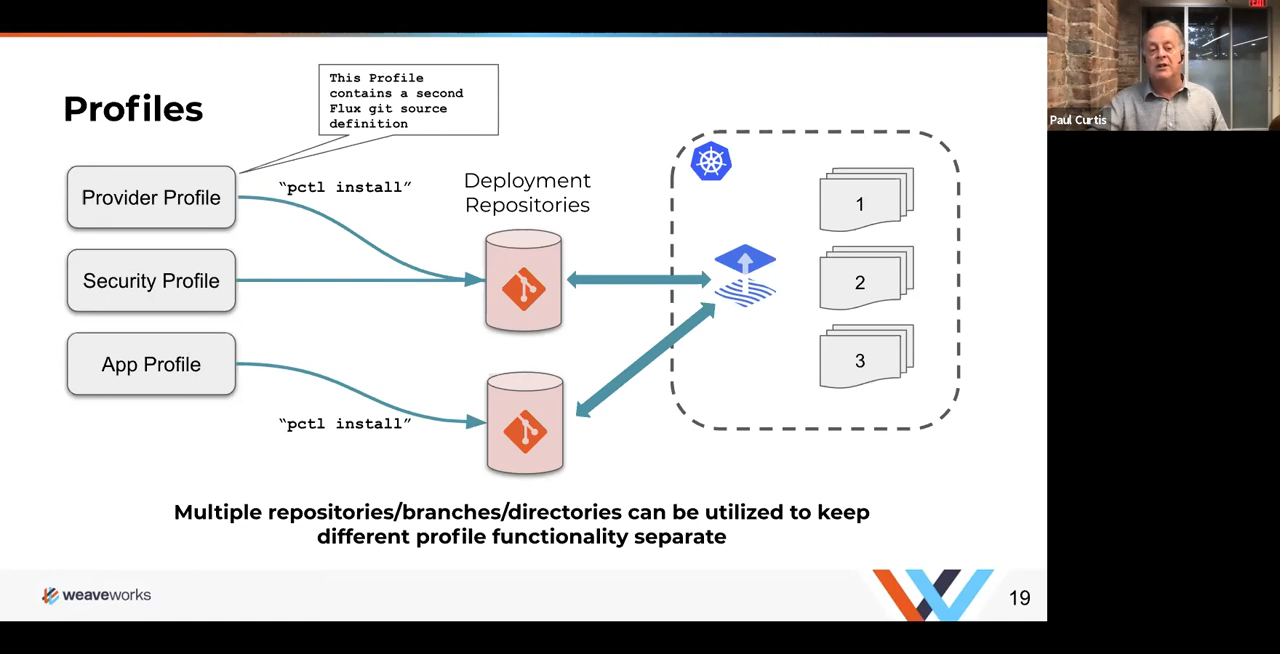 Profiles
This Profile
contains a second
Flux git source
definition
Provider Profile
“pctl install”
Security Profile
App Profile
“pctl install”
Deployment
Repositories
1
2
3
Multiple repositories/branches/directories can be utilized to keep
different profile functionality separate
weaveworks
19
Paul Curtis
EXIT